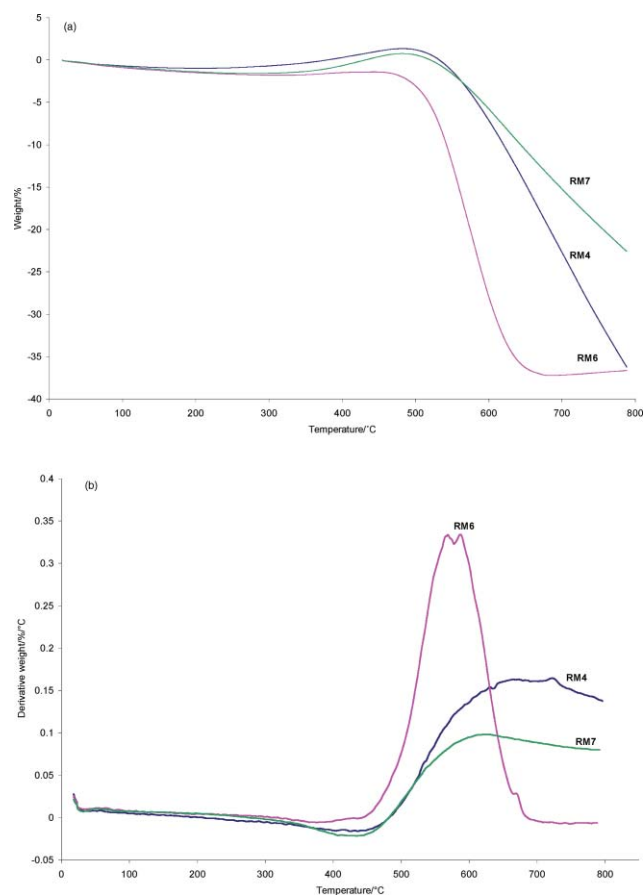 (a)
5
0
-5
-10
-15
-20
-25
-30
-35
-40
Weight/%
RM7
RM4
RM6
0 100 200 300 400 500 600 700 800
Temperature/°C
(b)
0.4
0.35
0.3
0.25
0.2
0.15
0.1
0.05
0
-0.05
Derivative weight/%/°C
RM6
RM4
RM7
0 100 200 300 400 500 600 700 800
Temperature/°C